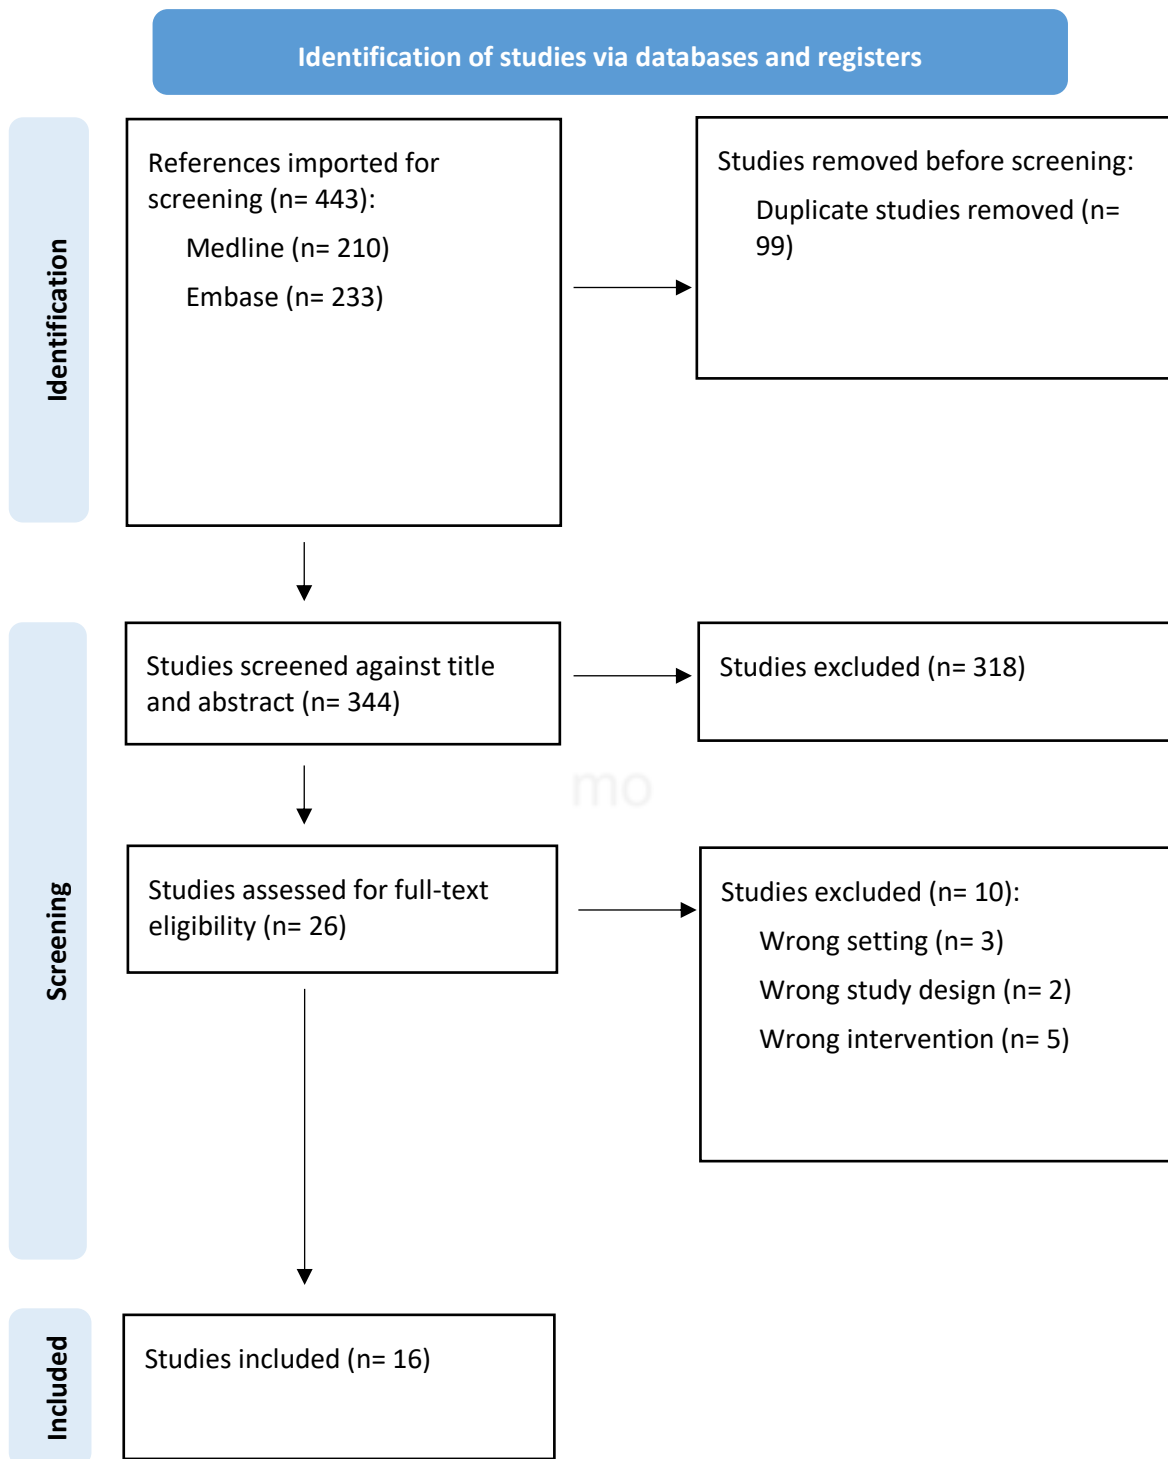 Identification of studies via databases and registers
Identification
References imported for
screening (n= 443):
Medline (n= 210)
Embase (n= 233)
Studies removed before screening:
Duplicate studies removed (n=
99)
Screening
Studies screened against title
and abstract (n= 344)
Studies excluded (n= 318)
mo
Studies assessed for full-text
eligibility (n= 26)
Studies excluded (n= 10):
Wrong setting (n= 3)
Wrong study design (n= 2)
Wrong intervention (n= 5)
Included
Studies included (n= 16)